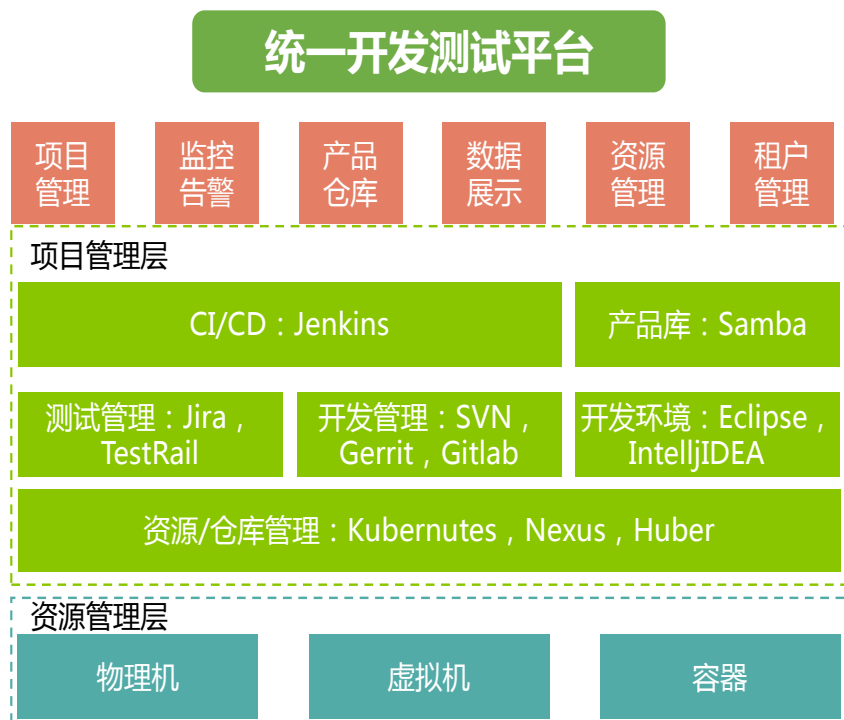 统一开发测试平台
项目
管理
监控
告警
产品
仓库
数据
展示
资源
管理
租户
管理
项目管理层
CI/CD：Jenkins
产品库：Samba
测试管理：Jira，
TestRail
开发管理：SVN，
Gerrit，Gitlab
开发环境：Eclipse，
IntelljIDEA
资源/仓库管理：Kubernutes，Nexus，Huber
资源管理层
物理机
虚拟机
容器